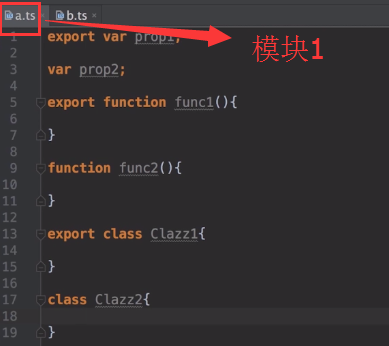 a.ts × b.ts ×
模块1
1 export var prop1;
2
3 var prop2;
4
5 export function func1(){
6
7 }
8
9 function func2(){
10
11 }
12
13 export class Clazz1{
14
15 }
16
17 class Clazz2{
18
19 }